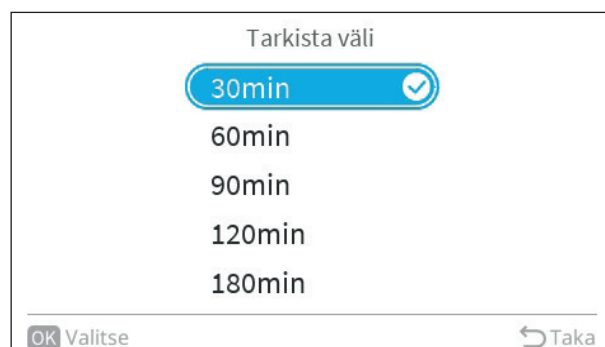 Tarkista väli
30min
60min
90min
120min
180min
OK Valitse
Taka